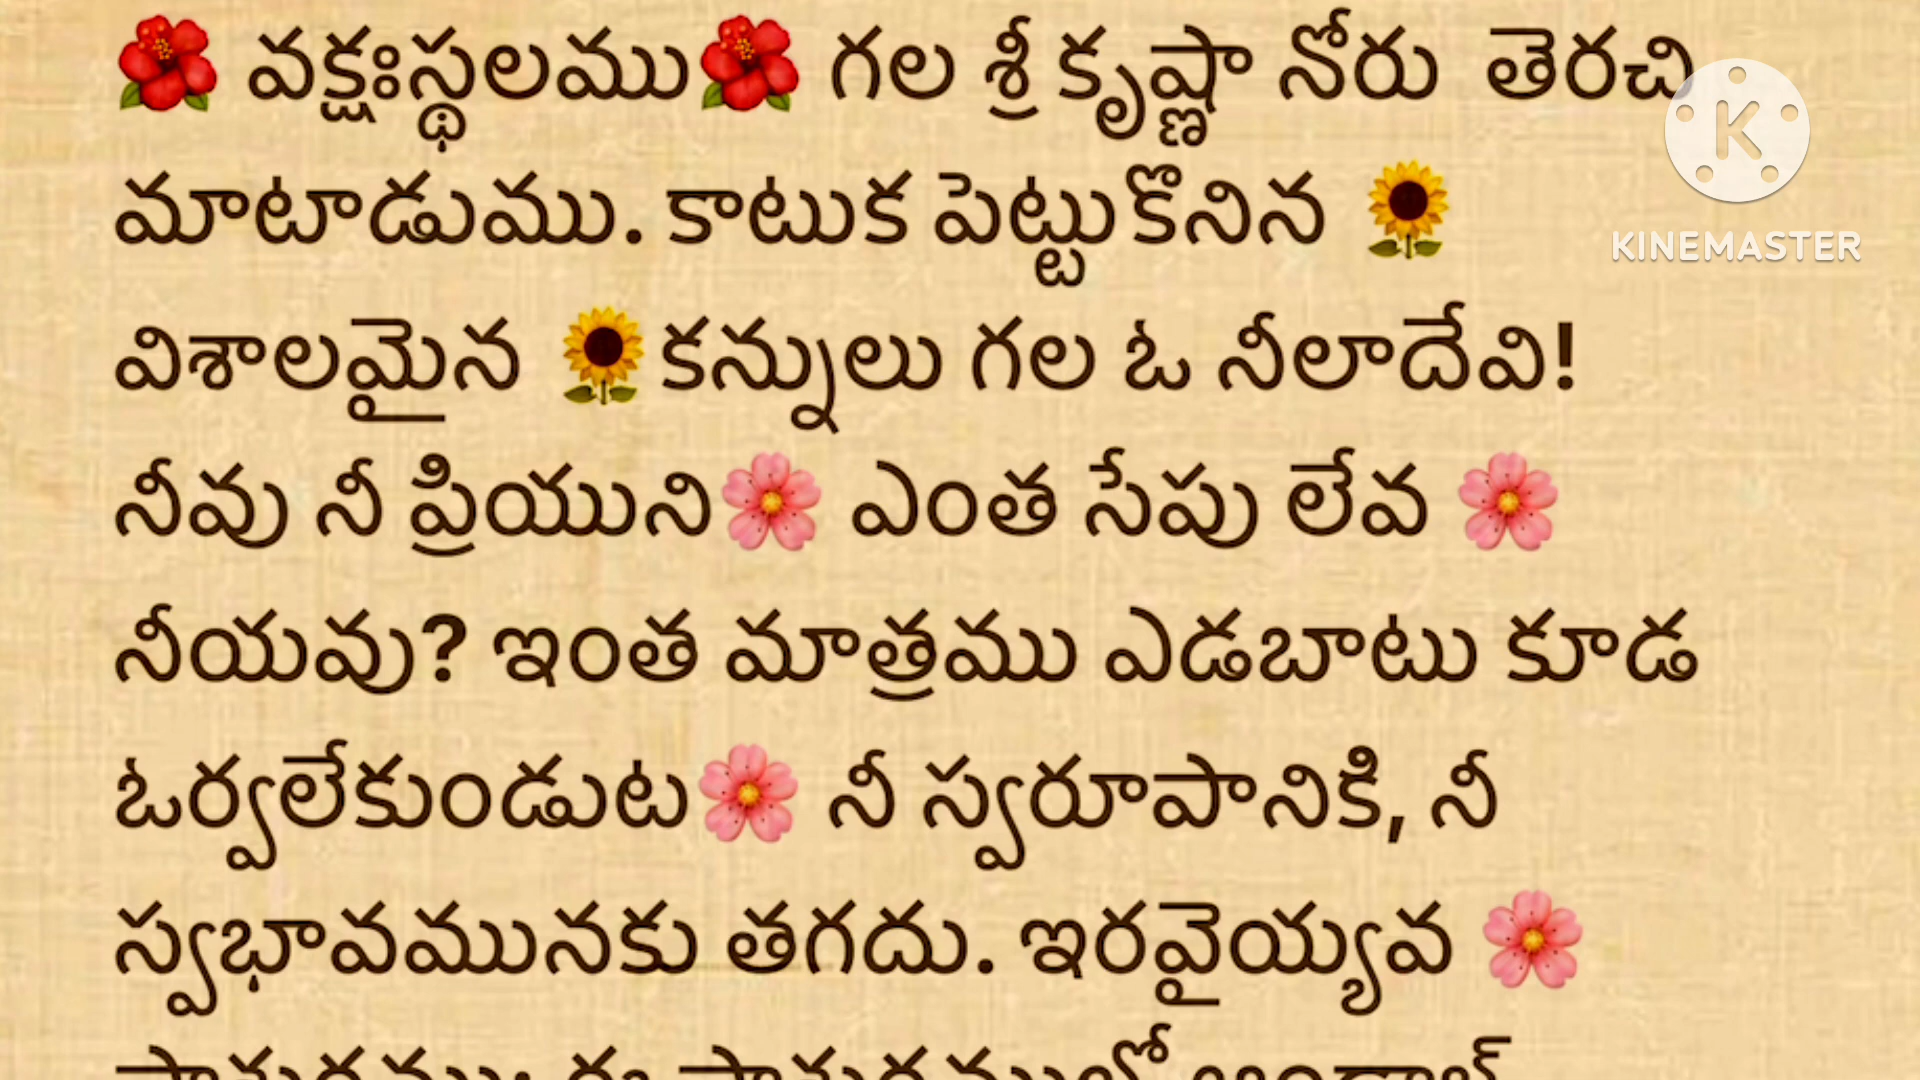 🌺 వక్షఃస్థలము🌺 గల శ్రీ కృష్ణా నోరు తెరచి
మాటాడుము. కాటుక పెట్టుకొనిన 🌻
విశాలమైన 🌻కన్నులు గల ఓ నీలాదేవి!
నీవు నీ ప్రియుని🌸 ఎంత సేపు లేవ 🌸
నీయవు? ఇంత మాత్రము ఎడబాటు కూడ
ఓర్వలేకుండుట🌸 నీ స్వరూపానికి, నీ
స్వభావమునకు తగదు. ఇరవైయ్యవ 🌸
K
KINEMASTER